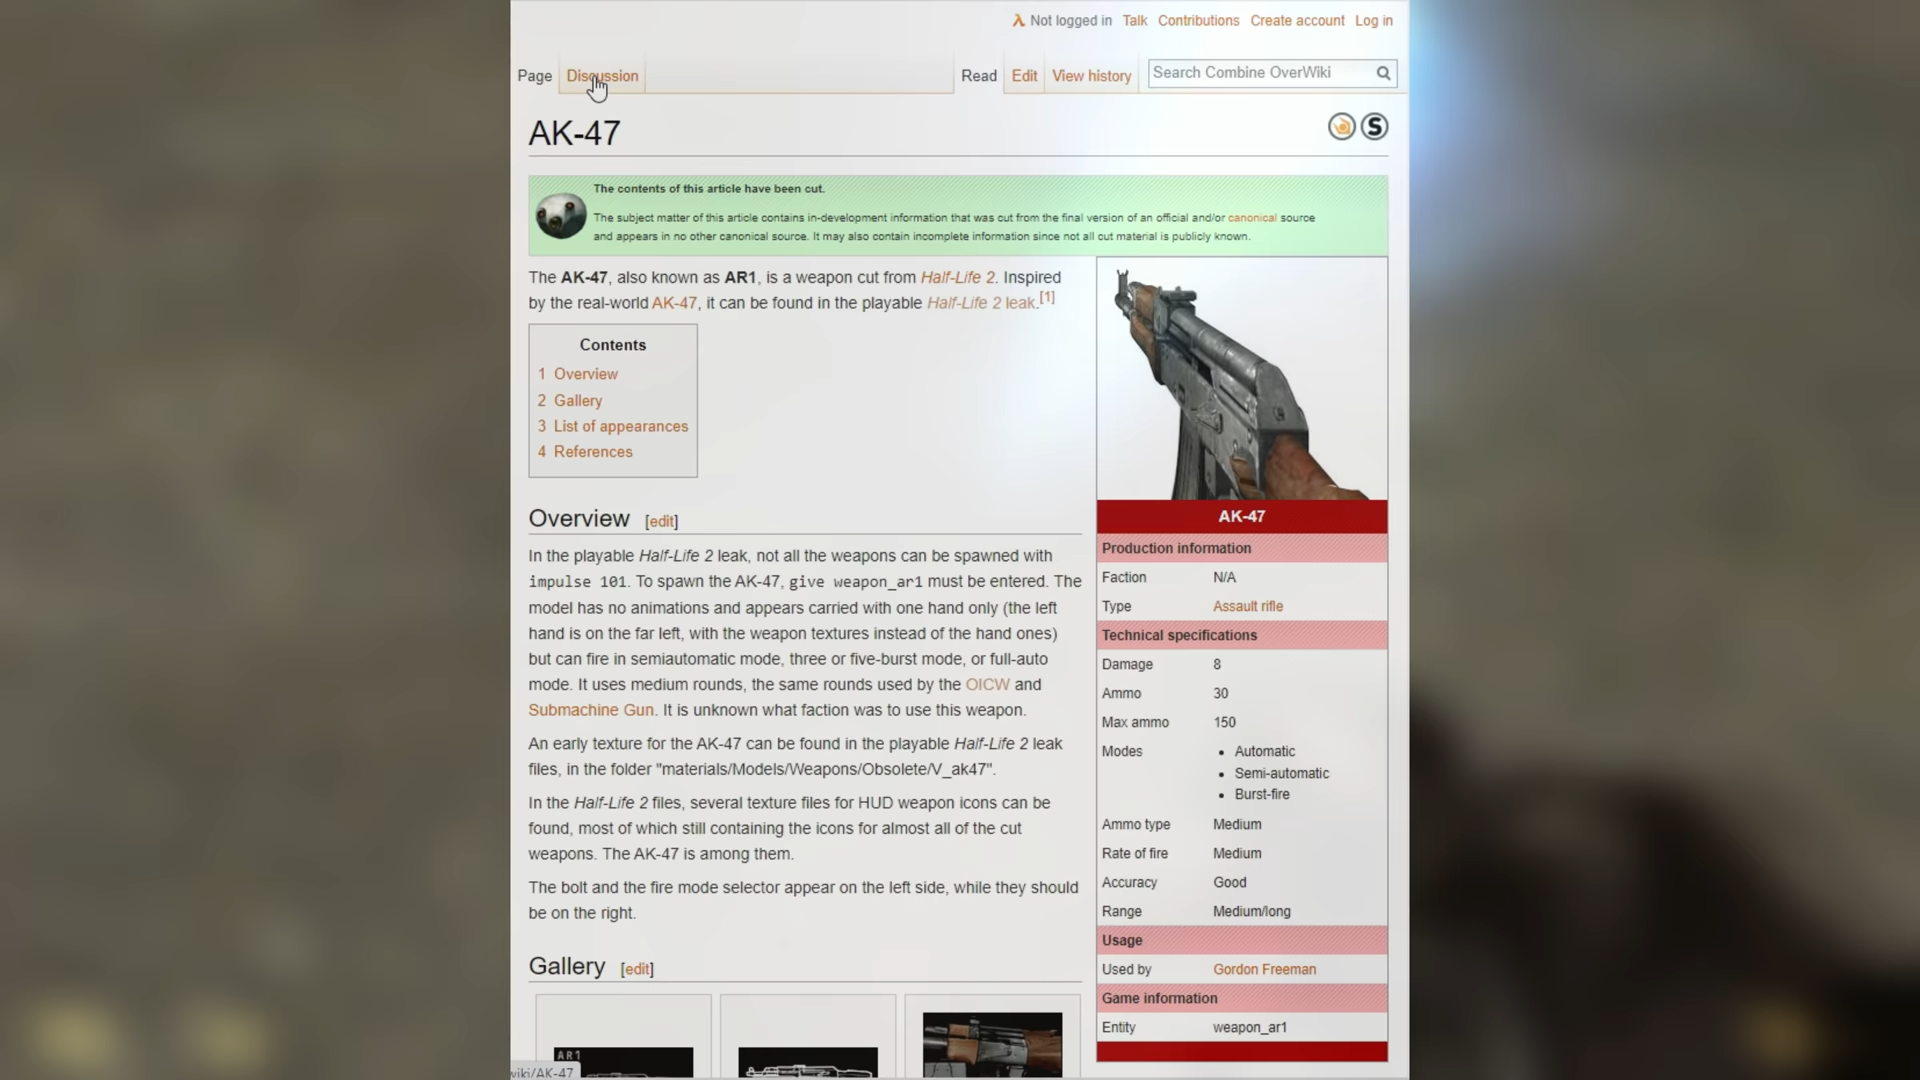 Not logged in Talk Contributions Create account Log in
Page Discussion Read Edit View history Search Combine OverWiki
AK-47
S
The contents of this article have been cut.
The subject matter of this article contains in-development information that was cut from the final version of an official and/or canonical source
and appears in no other canonical source. It may also contain incomplete information since not all cut material is publicly known.
The AK-47, also known as AR1, is a weapon cut from Half-Life 2. Inspired
by the real-world AK-47, it can be found in the playable Half-Life 2 leak.[1]
Contents
1 Overview
2 Gallery
3 List of appearances
4 References
Overview [edit]
In the playable Half-Life 2 leak, not all the weapons can be spawned with
impulse 101. To spawn the AK-47, give weapon_ar1 must be entered. The
model has no animations and appears carried with one hand only (the left
hand is on the far left, with the weapon textures instead of the hand ones)
but can fire in semiautomatic mode, three or five-burst mode, or full-auto
mode. It uses medium rounds, the same rounds used by the OICW and
Submachine Gun. It is unknown what faction was to use this weapon.
An early texture for the AK-47 can be found in the playable Half-Life 2 leak
files, in the folder "materials/Models/Weapons/Obsolete/V_ak47".
In the Half-Life 2 files, several texture files for HUD weapon icons can be
found, most of which still containing the icons for almost all of the cut
weapons. The AK-47 is among them.
The bolt and the fire mode selector appear on the left side, while they should
be on the right.
Gallery [edit]
AR1
wiki/AK-47
AK-47
Production information
Faction N/A
Type Assault rifle
Technical specifications
Damage 8
Ammo 30
Max ammo 150
Modes • Automatic
• Semi-automatic
• Burst-fire
Ammo type Medium
Rate of fire Medium
Accuracy Good
Range Medium/long
Usage
Used by Gordon Freeman
Game information
Entity weapon_ar1